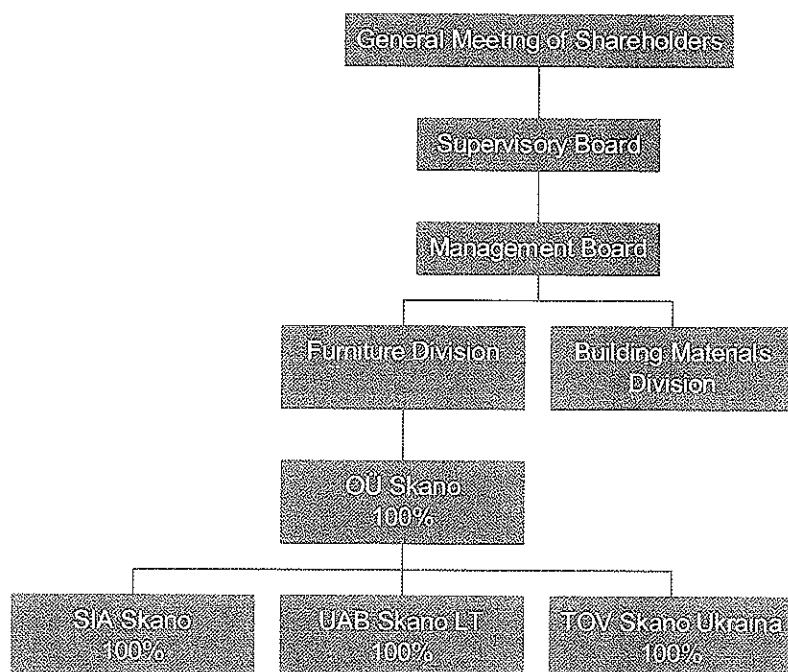 General Meeting of Shareholders
Supervisory Board
Management Board
Furniture Division
Building Materials
Division
OÜ Skano
100%
SIA Skano
100%
UAB Skano LT
100%
TOV Skano Ukraina
100%